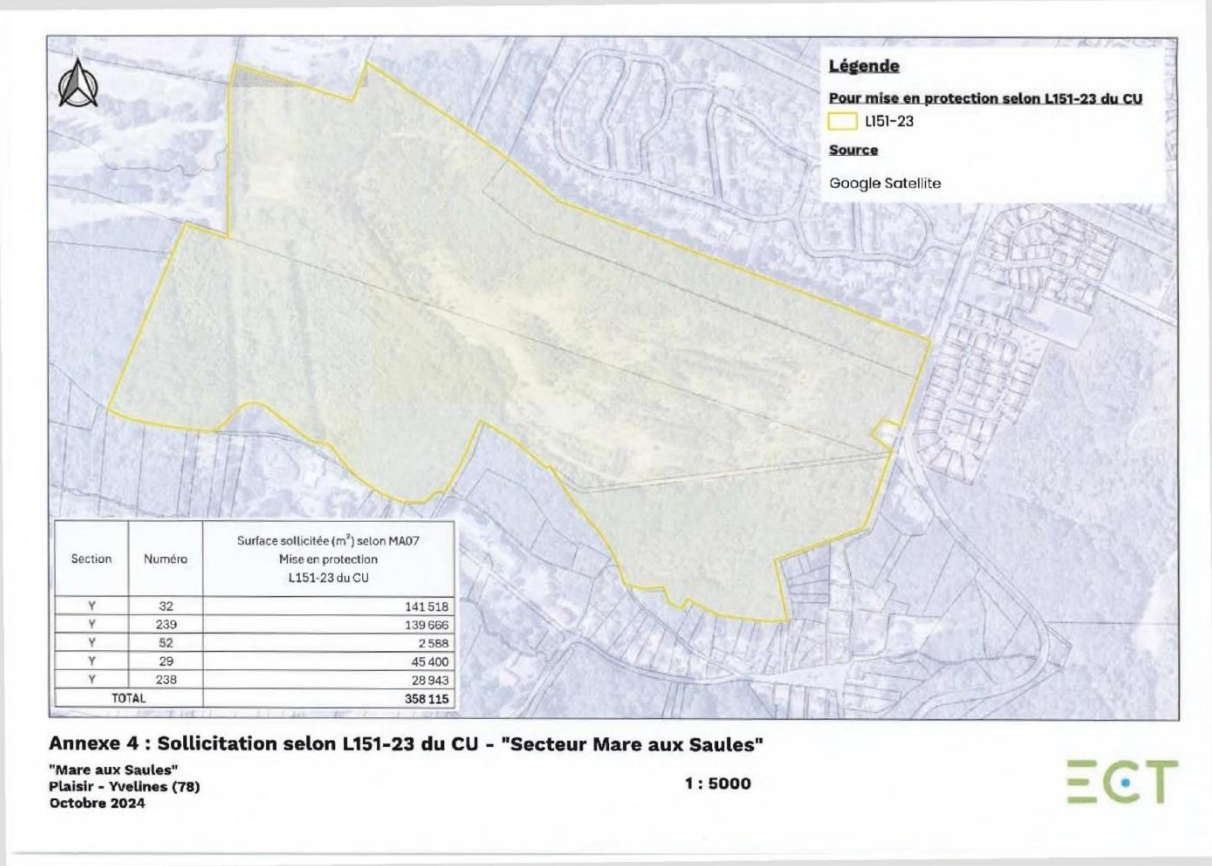 Légende
Pour mise en protection selon L151-23 du CU
L151-23
Source
Google Satellite
Section Numéro Surface sollicitée (m²) selon MA07
Mise en protection
L151-23 du CU
Y 32 141 518
Y 239 139 666
Y 52 2 588
Y 29 45 400
Y 238 28 943
TOTAL 358 115
Annexe 4 : Sollicitation selon L151-23 du CU - "Secteur Mare aux Saules"
"Mare aux Saules"
Plaisir - Yvelines (78)
Octobre 2024
1 : 5000
ECT